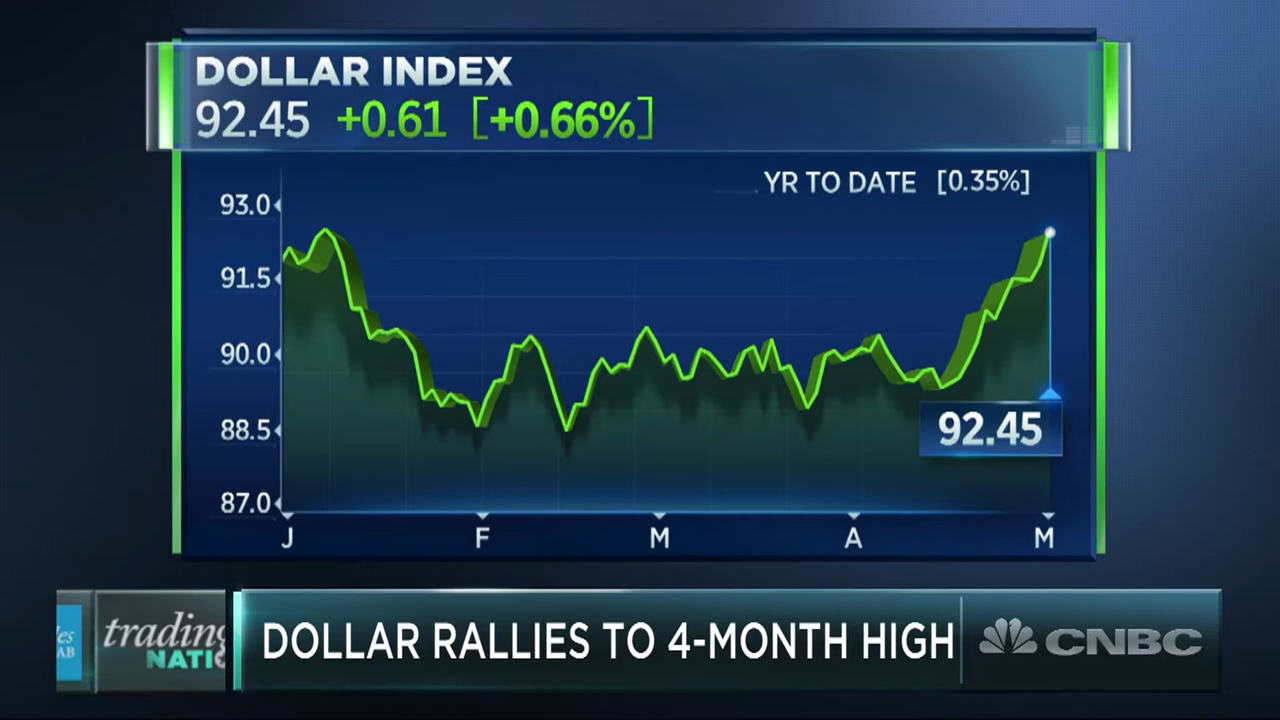 DOLLAR INDEX
92.45 +0.61 [+0.66%]
YR TO DATE [0.35%]
93.0
91.5
90.0
88.5
87.0
92.45
J F M A M
trading
DOLLAR RALLIES TO 4-MONTH HIGH
CNBC